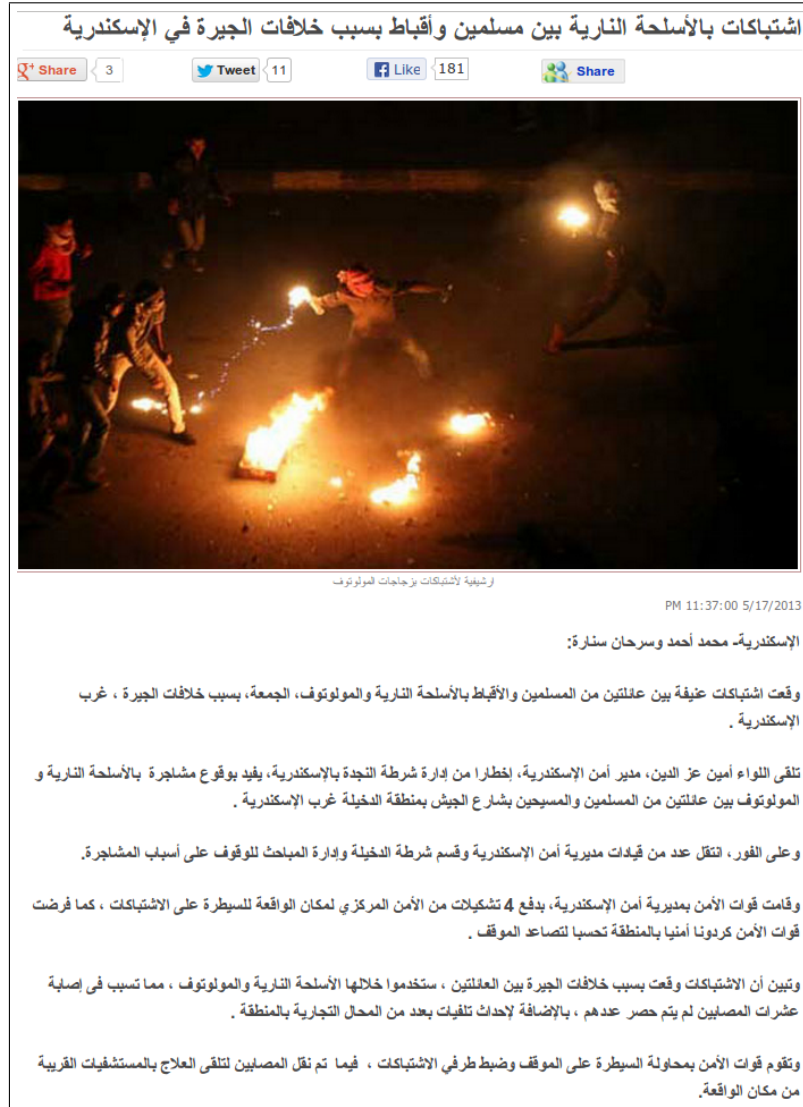 اشتباكات بالأسلحة النارية بين مسلمين وأقباط بسبب خلافات الجيرة في الإسكندرية
Share 3 Tweet 11 Like 181 Share
ارشيفية لأشتباكات بزجاجات المولوتوف
PM 11:37:00 5/17/2013
الإسكندرية- محمد أحمد وسرحان سنارة:
وقعت اشتباكات عنيفة بين عائلتين من المسلمين والأقباط بالأسلحة النارية والمولوتوف، الجمعة، بسبب خلافات الجيرة ، غرب
الإسكندرية .
تلقى اللواء أمين عز الدين، مدير أمن الإسكندرية، إخطارا من إدارة شرطة النجدة بالإسكندرية، يفيد بوقوع مشاجرة بالأسلحة النارية و
المولوتوف بين عائلتين من المسلمين والمسيحين بشارع الجيش بمنطقة الدخيلة غرب الإسكندرية .
وعلى الفور، انتقل عدد من قيادات مديرية أمن الإسكندرية وقسم شرطة الدخيلة وإدارة المباحث للوقوف على أسباب المشاجرة.
وقامت قوات الأمن بمديرية أمن الإسكندرية، بدفع 4 تشكيلات من الأمن المركزي لمكان الواقعة للسيطرة على الاشتباكات ، كما فرضت
قوات الأمن كردونا أمنيا بالمنطقة تحسبا لتصاعد الموقف .
وتبين أن الاشتباكات وقعت بسبب خلافات الجيرة بين العائلتين ، ستخدموا خلالها الأسلحة النارية والمولوتوف ، مما تسبب فى إصابة
عشرات المصابين لم يتم حصر عددهم ، بالإضافة لإحداث تلفيات بعدد من المحال التجارية بالمنطقة .
وتقوم قوات الأمن بمحاولة السيطرة على الموقف وضبط طرفي الاشتباكات ، فيما تم نقل المصابين لتلقى العلاج بالمستشفيات القريبة
من مكان الواقعة.